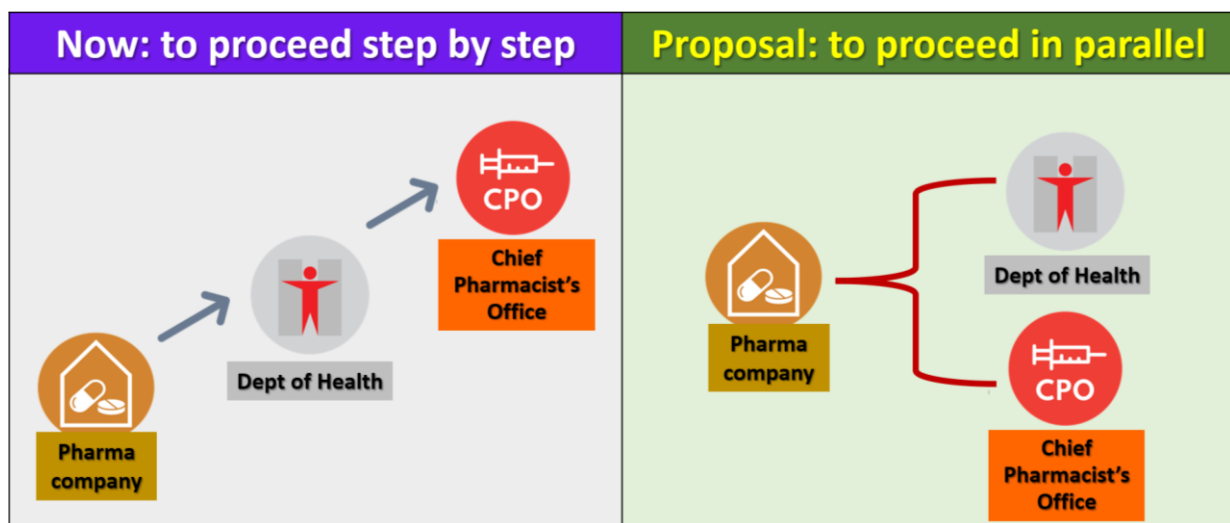 Now: to proceed step by step
Proposal: to proceed in parallel
CPO
Chief
Pharmacist's
Office
Dept of Health
Pharma
company
Dept of Health
Pharma
company
CPO
Chief
Pharmacist's
Office